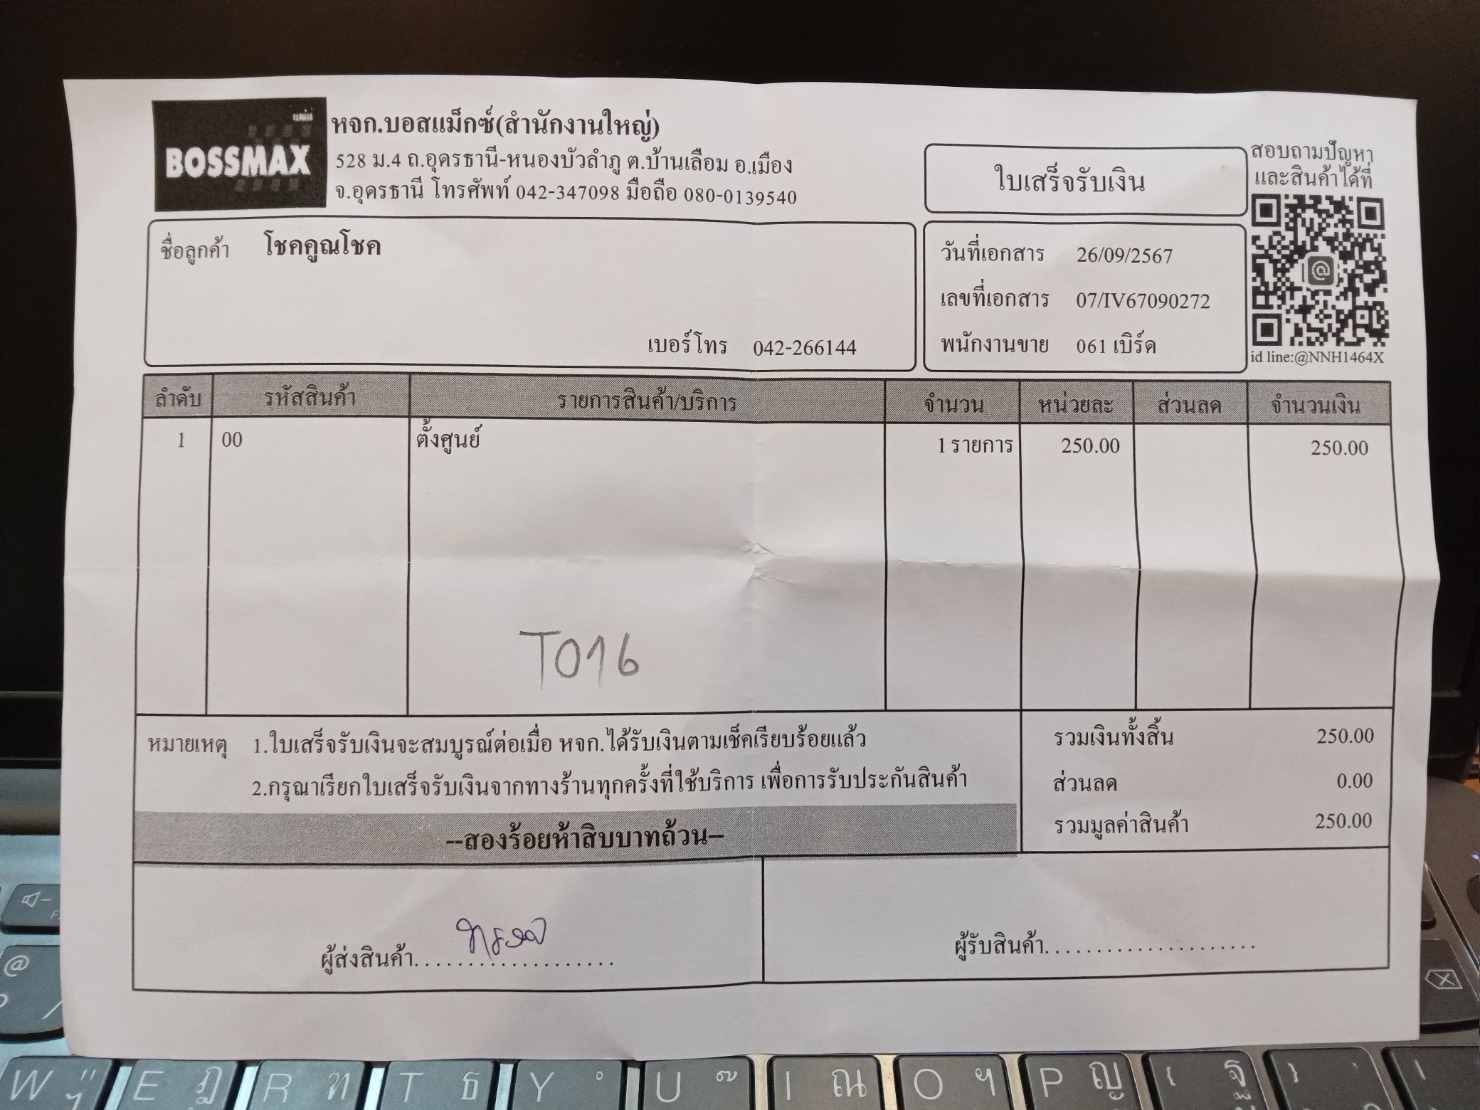 BOSSMAX
หจก.บอสแม็กซ์(สำนักงานใหญ่)
528 ม.4 ถ.อุดรธานี-หนองบัวลำภู ต.บ้านเลื่อม อ.เมือง
จ.อุดรธานี โทรศัพท์ 042-347098 มือถือ 080-0139540
ใบเสร็จรับเงิน
สอบถามปัญหา
และสินค้าได้ที่
id line:@NNH1464X
ชื่อลูกค้า โชคคูณโชค
เบอร์โทร 042-266144
วันที่เอกสาร 26/09/2567
เลขที่เอกสาร 07/IV67090272
พนักงานขาย 061 เบิร์ด
ลำดับ รหัสสินค้า รายการสินค้า/บริการ จำนวน หน่วยละ ส่วนลด จำนวนเงิน
1 00 ตั้งศูนย์ 1 รายการ 250.00 250.00
T016
หมายเหตุ 1.ใบเสร็จรับเงินจะสมบูรณ์ต่อเมื่อ หจก.ได้รับเงินตามเช็คเรียบร้อยแล้ว
2.กรุณาเรียกใบเสร็จรับเงินจากทางร้านทุกครั้งที่ใช้บริการ เพื่อการรับประกันสินค้า
รวมเงินทั้งสิ้น 250.00
ส่วนลด 0.00
รวมมูลค่าสินค้า 250.00
--สองร้อยห้าสิบบาทถ้วน--
ผู้ส่งสินค้า...................
ผู้รับสินค้า....................
@
W E ฎ R ฑ T ธ Y U I ณ O ฯ P ญ ฐ